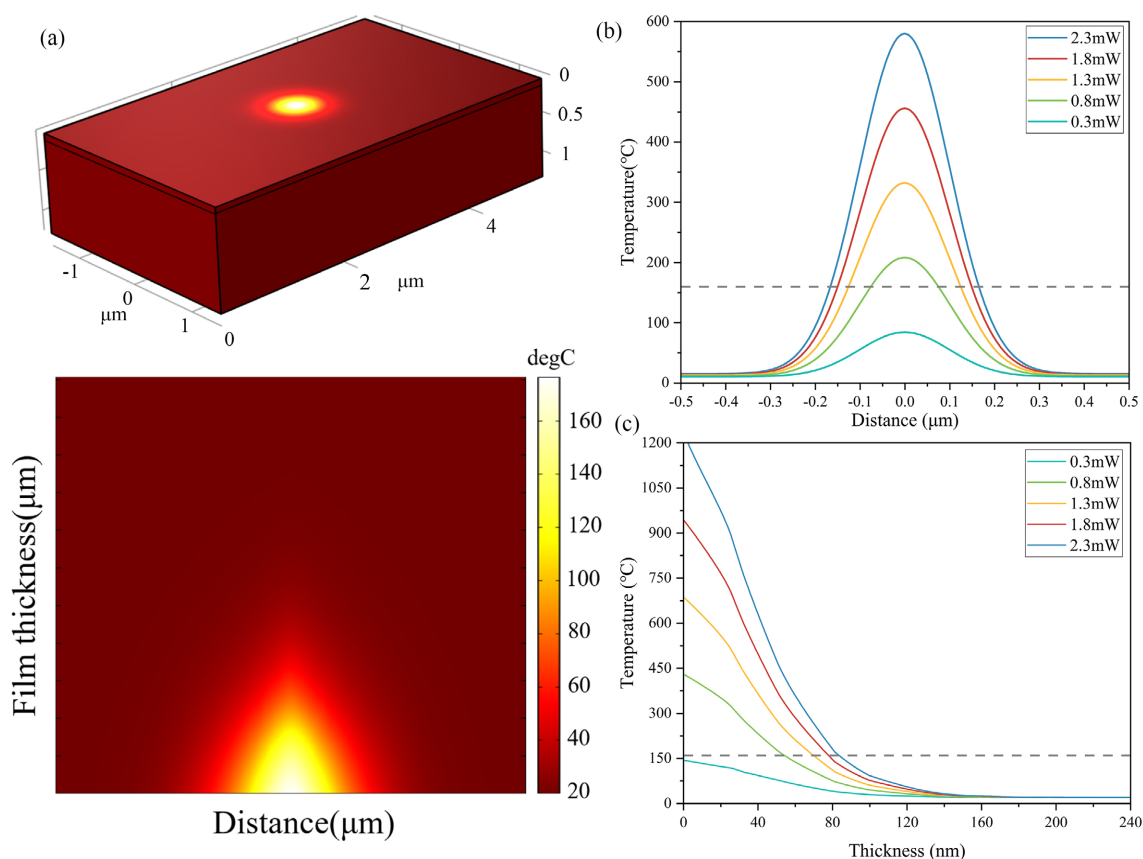 (a)
0
0.5
1
4
2
μm
-1
0
μm
1
0
degC
160
140
120
100
80
60
40
20
Film thickness(μm)
Distance(μm)
(b)
600
500
400
300
200
100
0
Temperature(°C)
2.3mW
1.8mW
1.3mW
0.8mW
0.3mW
-0.5 -0.4 -0.3 -0.2 -0.1 0.0 0.1 0.2 0.3 0.4 0.5
Distance (μm)
(c)
1200
1050
900
750
600
450
300
150
0
Temperature (°C)
0.3mW
0.8mW
1.3mW
1.8mW
2.3mW
0 40 80 120 160 200 240
Thickness (nm)